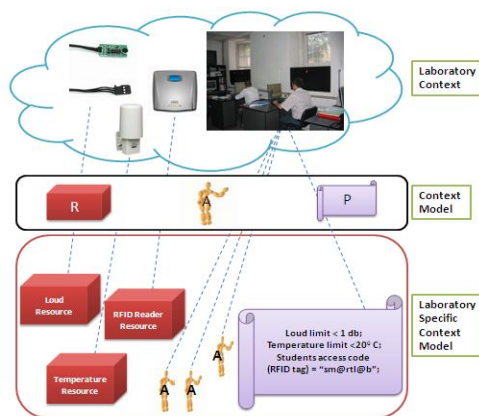 Laboratory
Context
R
A
P
Context
Model
Loud
Resource
RFID Reader
Resource
Temperature
Resource
A
A
A
Loud limit < 1 db;
Temperature limit <20° C;
Students access code
(RFID tag) = "sm@rtl@b";
Laboratory
Specific
Context
Model